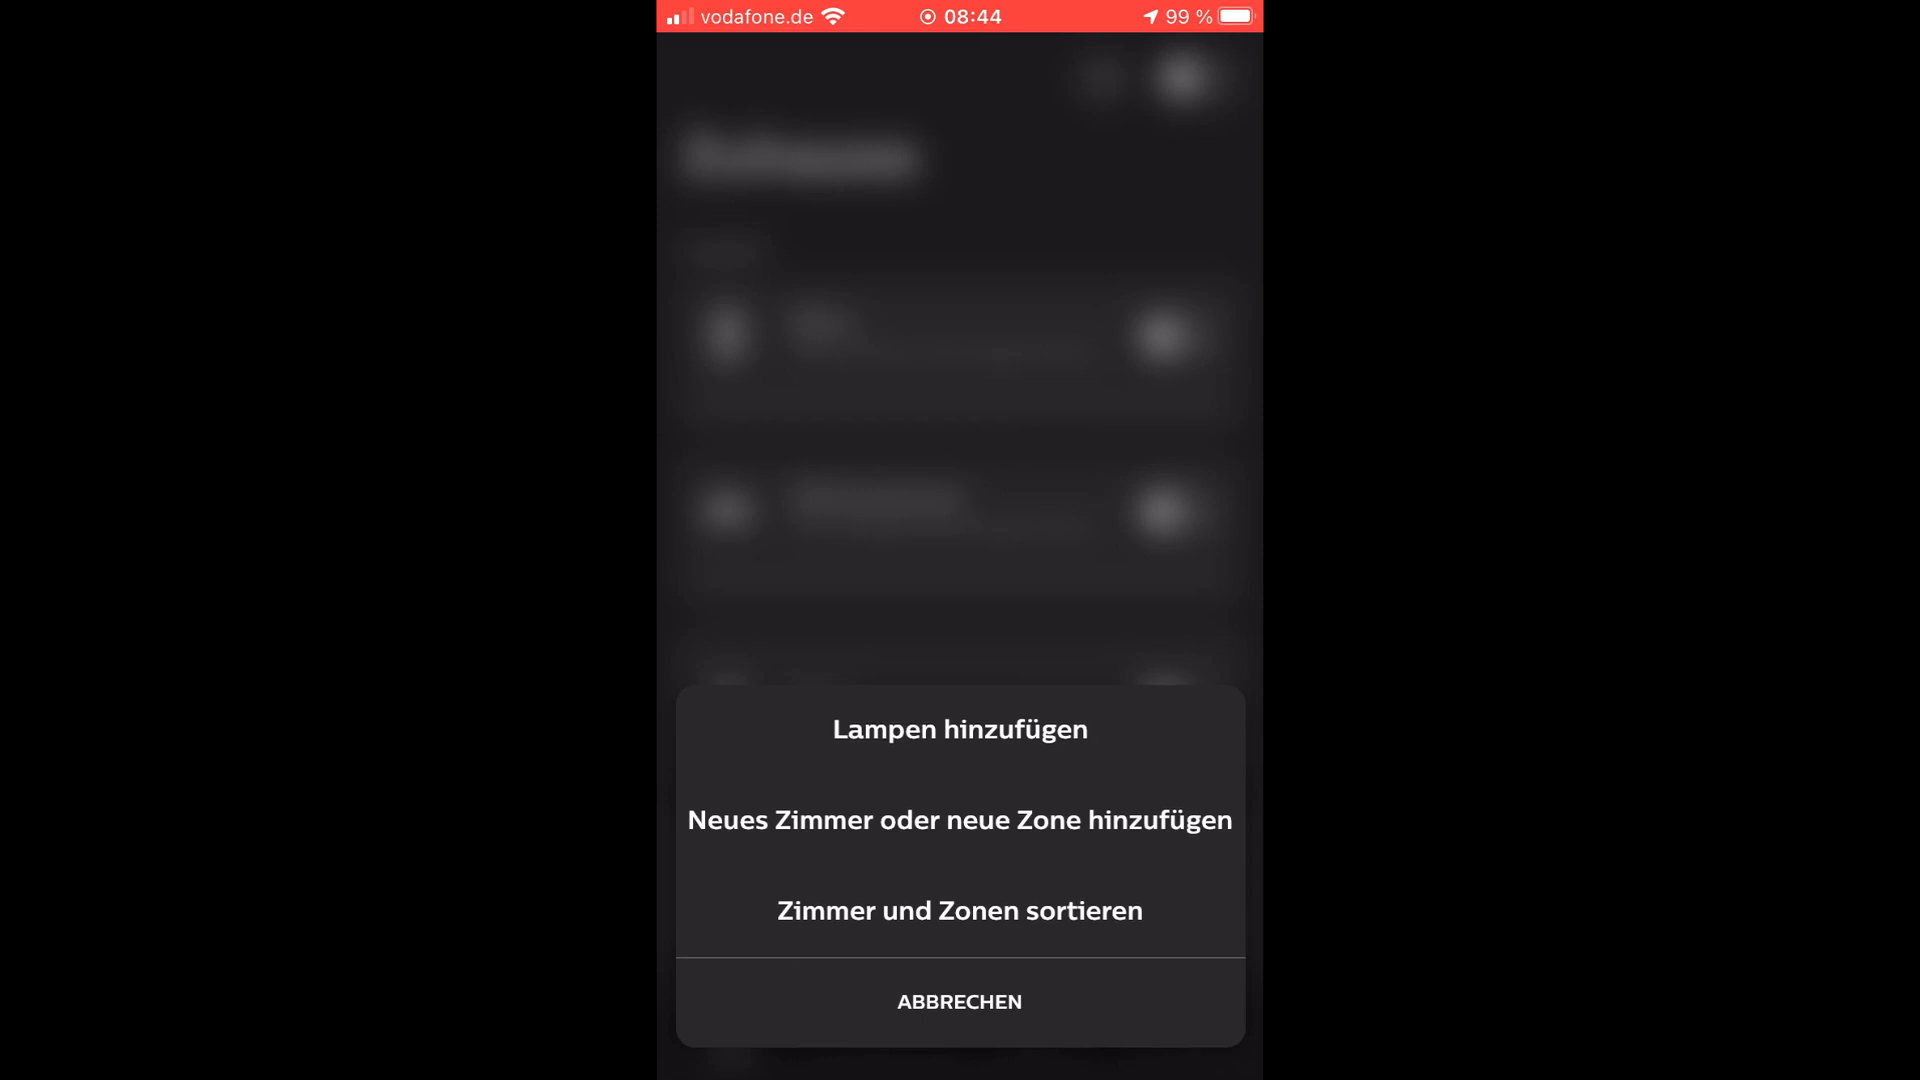 vodafone.de 08:44 99 %
Lampen hinzufügen
Neues Zimmer oder neue Zone hinzufügen
Zimmer und Zonen sortieren
ABBRECHEN